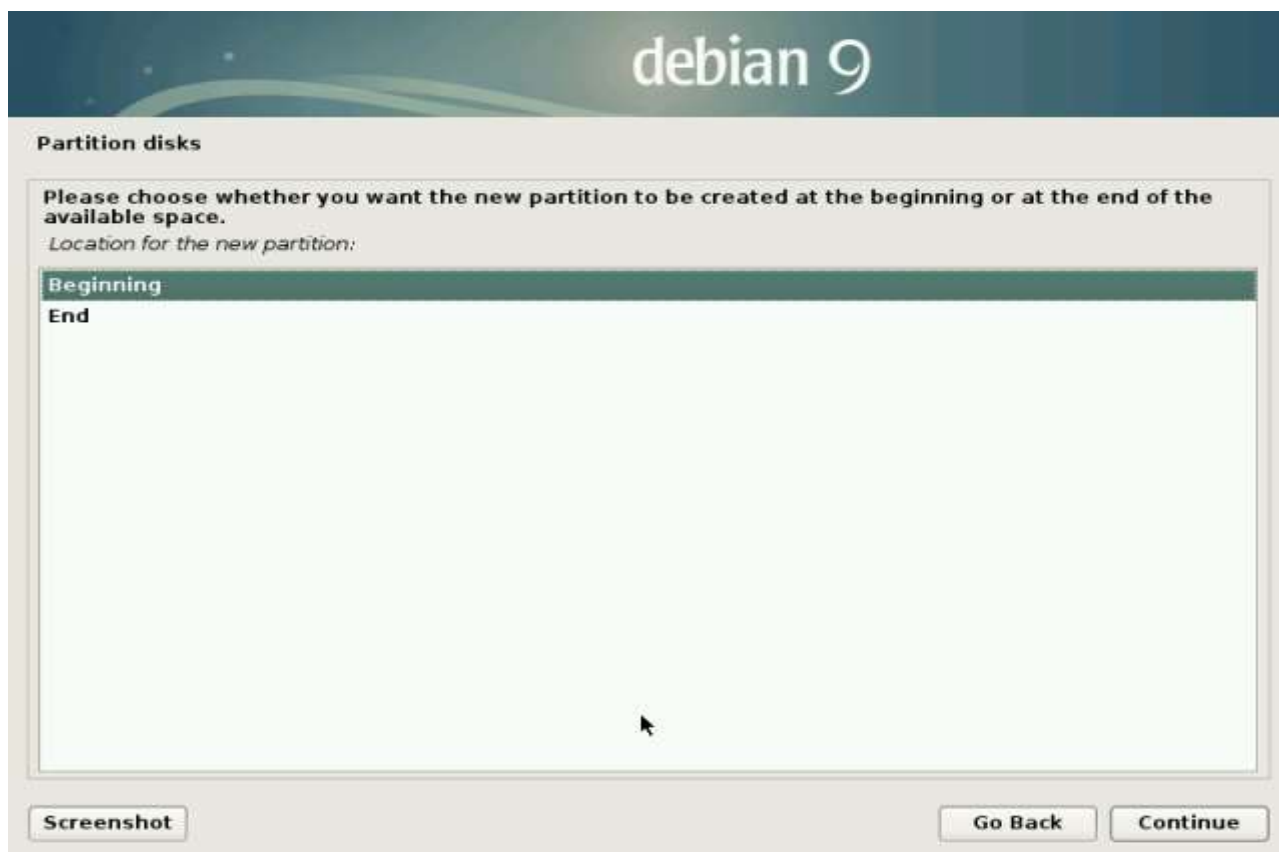 debian 9
Partition disks
Please choose whether you want the new partition to be created at the beginning or at the end of the
available space.
Location for the new partition:
Beginning
End
Screenshot
Go Back
Continue